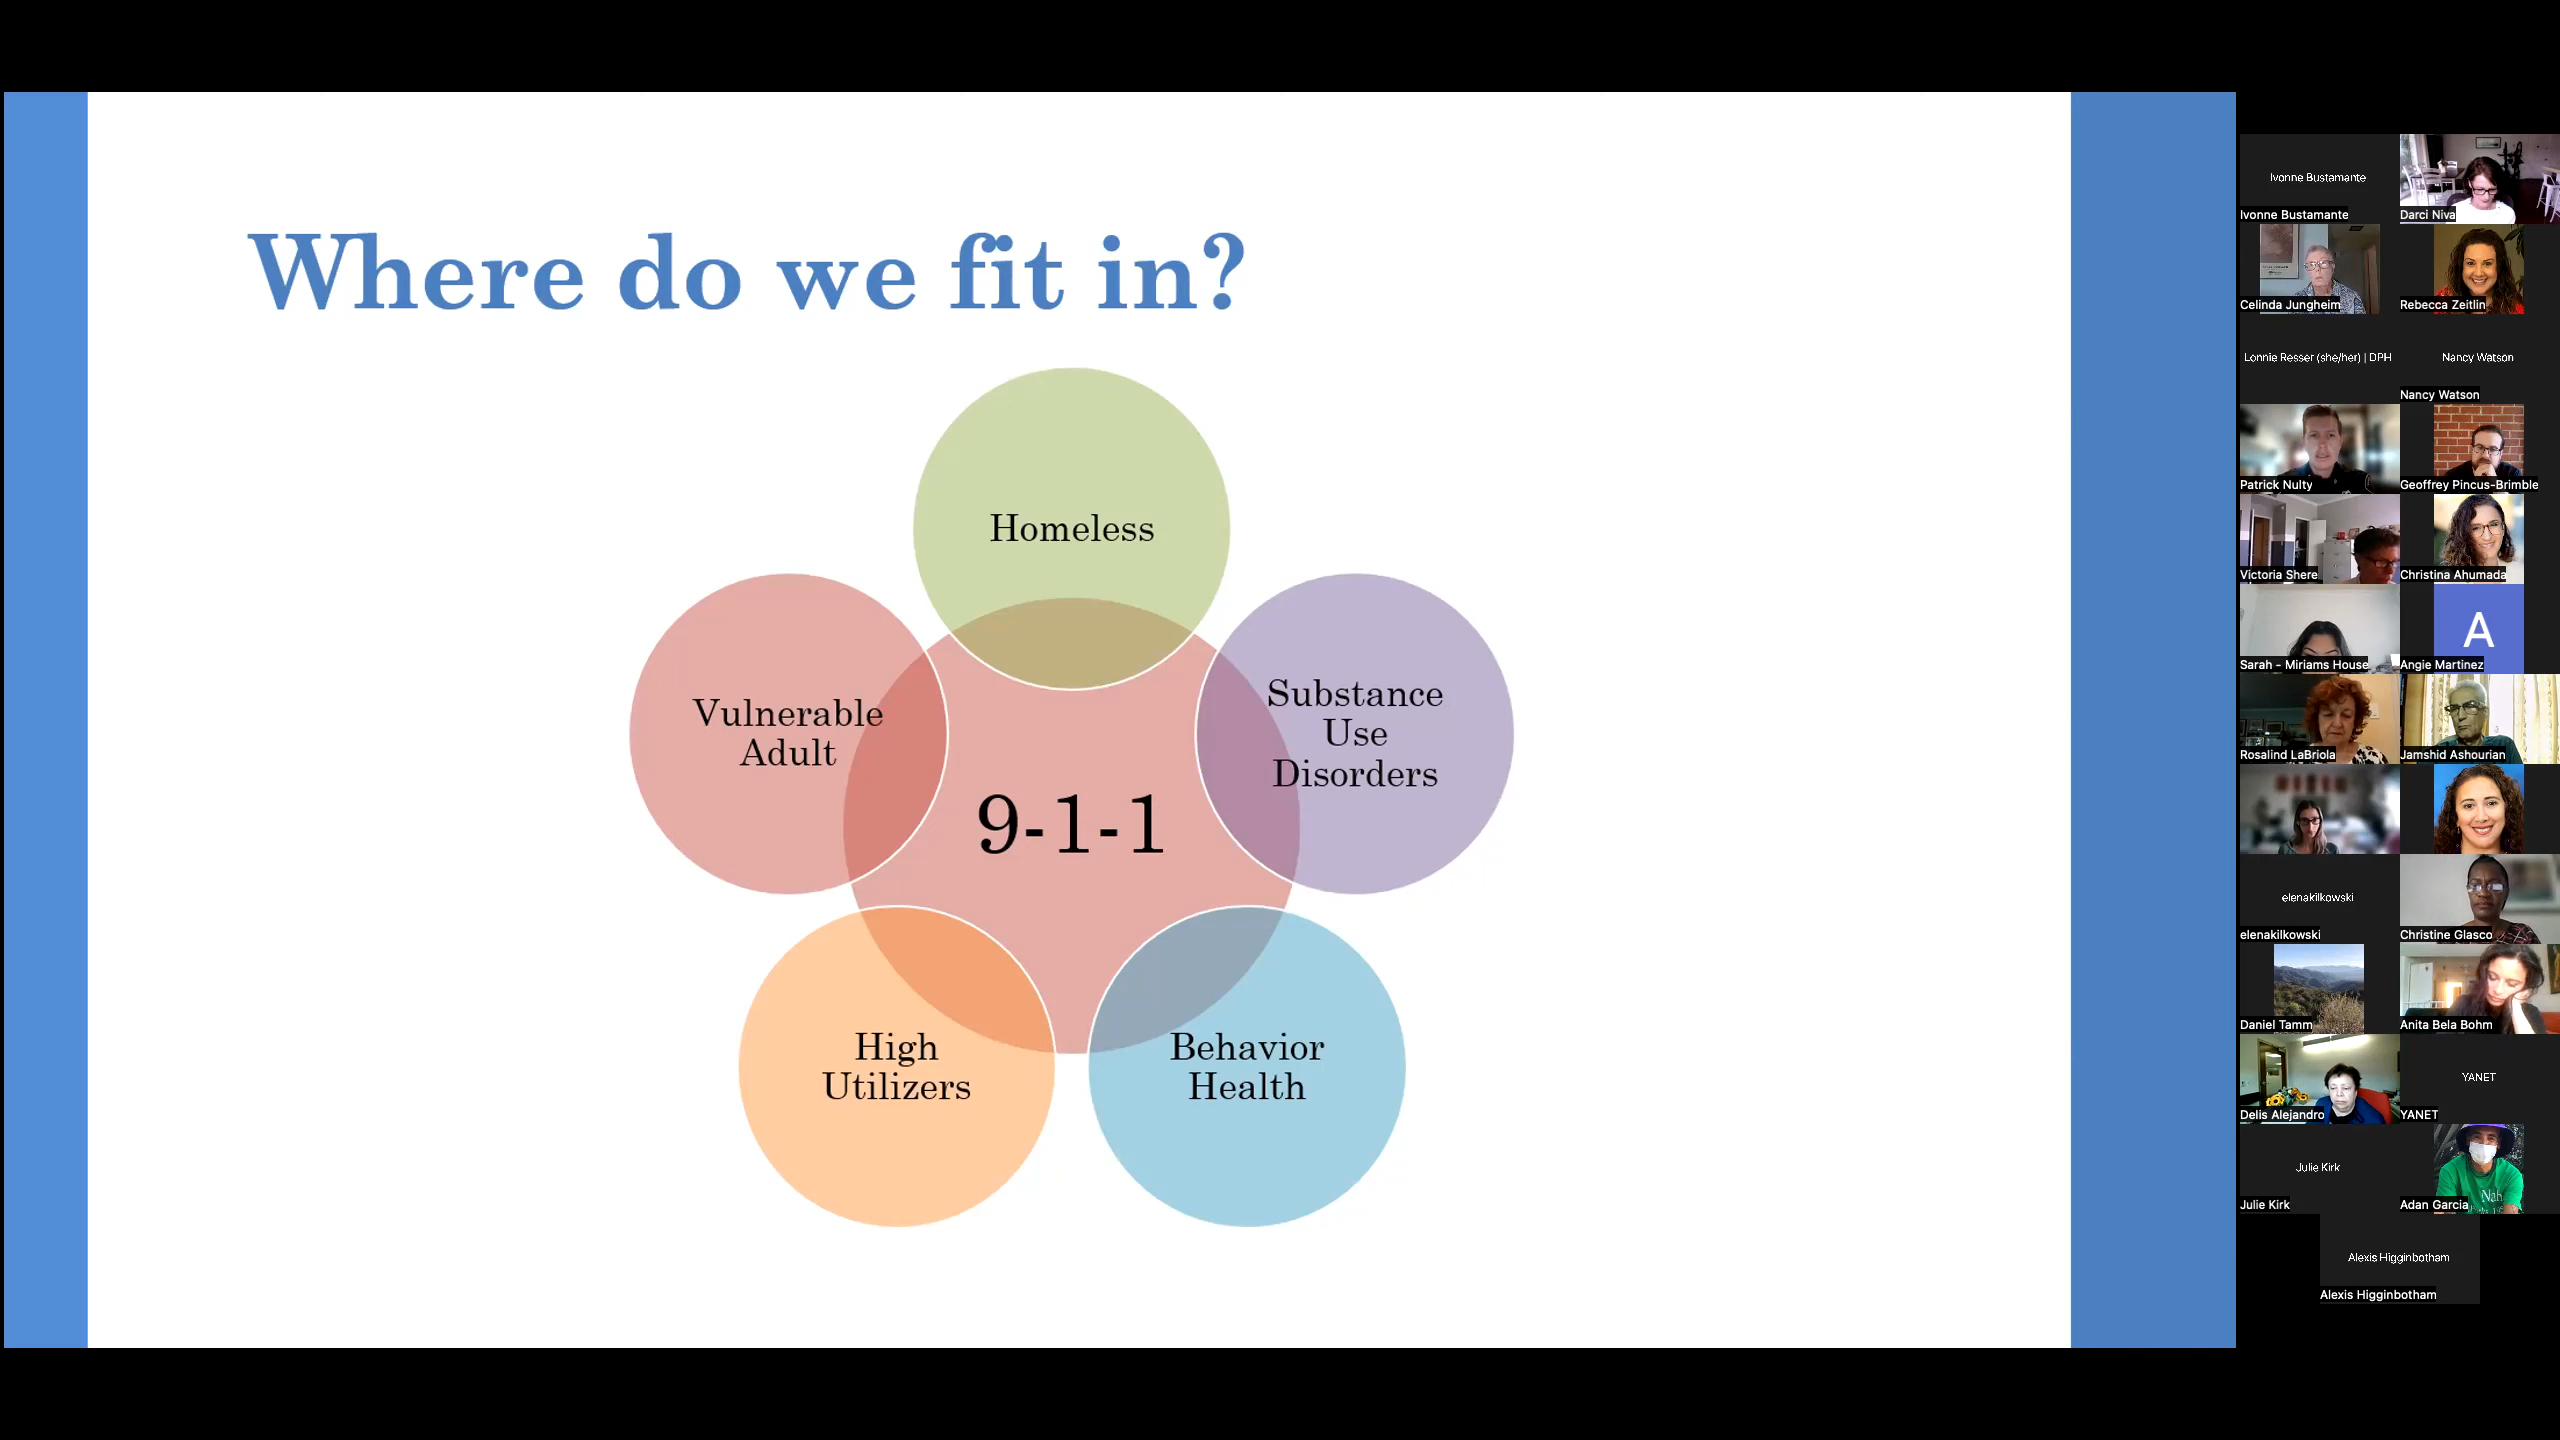 Where do we fit in?
Homeless
Vulnerable
Adult
Substance
Use
Disorders
9-1-1
High
Utilizers
Behavior
Health
Ivonne Bustamante
Ivonne Bustamante
Darci Niva
Celinda Jungheim
Rebecca Zeitlin
Lonnie Resser (she/her) | DPH
Nancy Watson
Nancy Watson
Patrick Nulty
Geoffrey Pincus-Brimble
Victoria Shere
Christina Ahumada
Sarah - Miriams House
A
Angie Martinez
Rosalind LaBriola
Jamshid Ashourian
elenakilkowski
elenakilkowski
Christine Glasco
Daniel Tamm
Anita Bela Bohm
Delis Alejandro
YANET
YANET
Julie Kirk
Julie Kirk
Nah
Adan Garcia
Alexis Higginbotham
Alexis Higginbotham